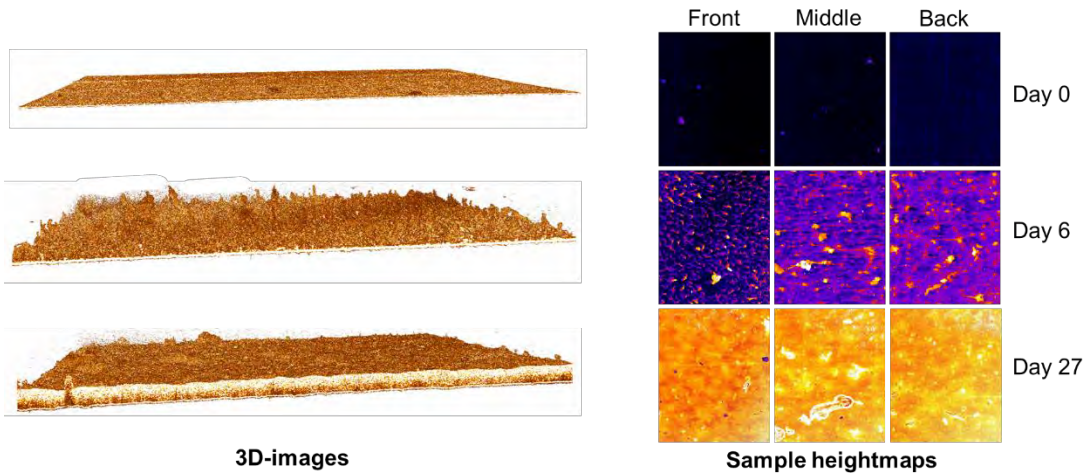 Front Middle Back
Day 0
Day 6
Day 27
3D-images
Sample heightmaps